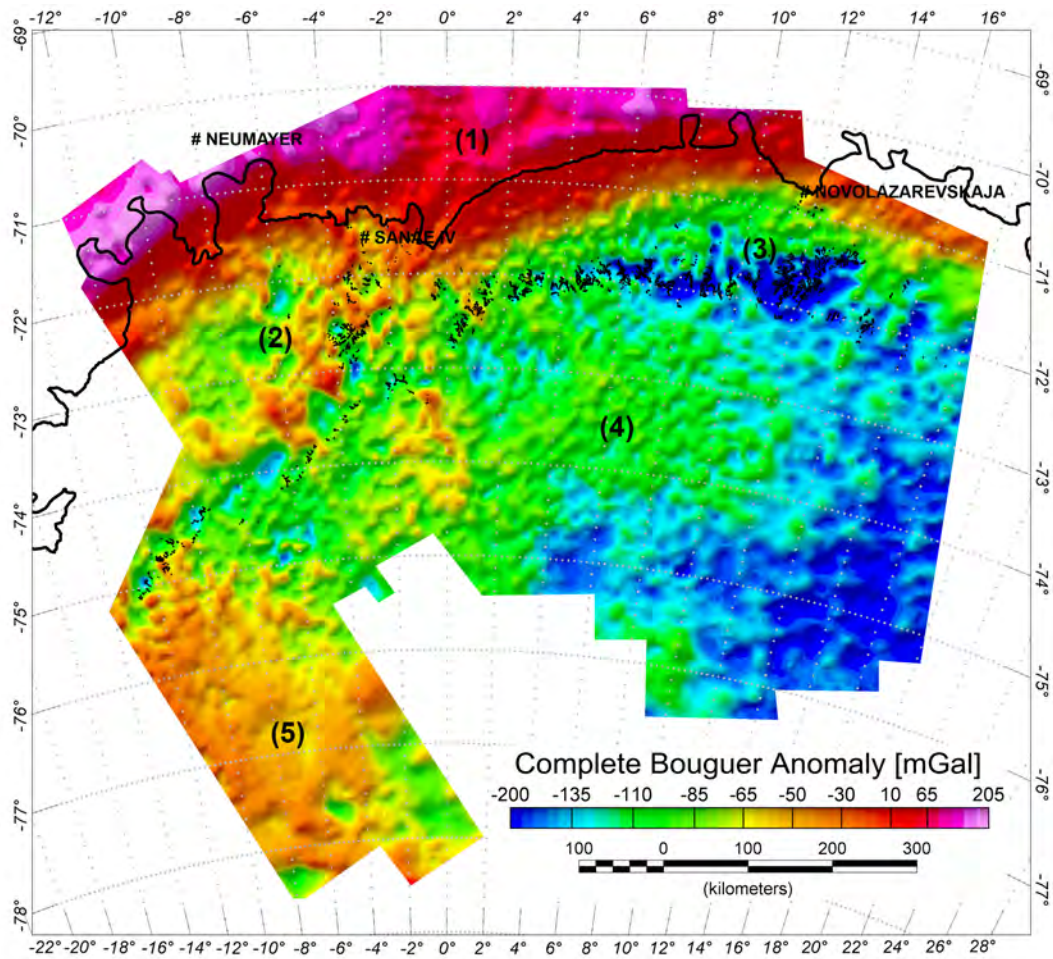 -12° -10° -8° -6° -4° -2° 0° 2° 4° 6° 8° 10° 12° 14° 16°
-69°
-69°
-70°
-70°
-71°
-71°
-72°
-72°
-73°
-73°
-74°
-74°
-75°
-75°
-76°
-76°
-77°
-77°
-78°
# NEUMAYER
(1)
# NOVOLAZAREVSKAJA
# SANAE IV
(3)
(2)
(4)
(5)
Complete Bouguer Anomaly [mGal]
-200 -135 -110 -85 -65 -50 -30 10 65 205
100 0 100 200 300
(kilometers)
-22° -20° -18° -16° -14° -12° -10° -8° -6° -4° -2° 0° 2° 4° 6° 8° 10° 12° 14° 16° 18° 20° 22° 24° 26° 28°